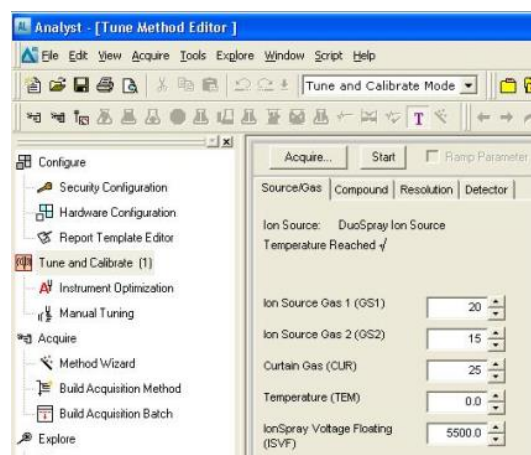 Analyst - [Tune Method Editor ]
File Edit View Acquire Tools Explore Window Script Help
Tune and Calibrate Mode
Acquire... Start Ramp Parameter
Configure
Security Configuration
Hardware Configuration
Report Template Editor
Tune and Calibrate (1)
Instrument Optimization
Manual Tuning
Acquire
Method Wizard
Build Acquisition Method
Build Acquisition Batch
Explore
Source/Gas Compound Resolution Detector
Ion Source: DuoSpray Ion Source
Temperature Reached √
Ion Source Gas 1 (GS1) 20
Ion Source Gas 2 (GS2) 15
Curtain Gas (CUR) 25
Temperature (TEM) 0.0
IonSpray Voltage Floating
(ISVF) 5500.0